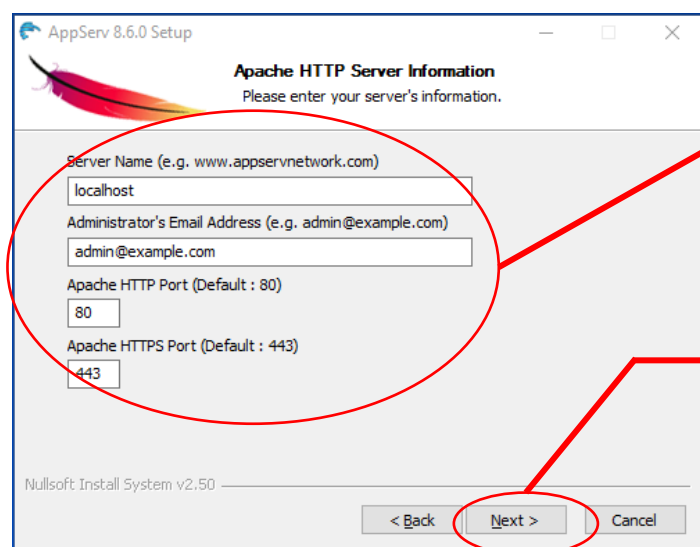 AppServ 8.6.0 Setup
Apache HTTP Server Information
Please enter your server's information.
Server Name (e.g. www.appservnetwork.com)
localhost
Administrator's Email Address (e.g. admin@example.com)
admin@example.com
Apache HTTP Port (Default : 80)
80
Apache HTTPS Port (Default : 443)
443
Nullsoft Install System v2.50
< Back Next > Cancel